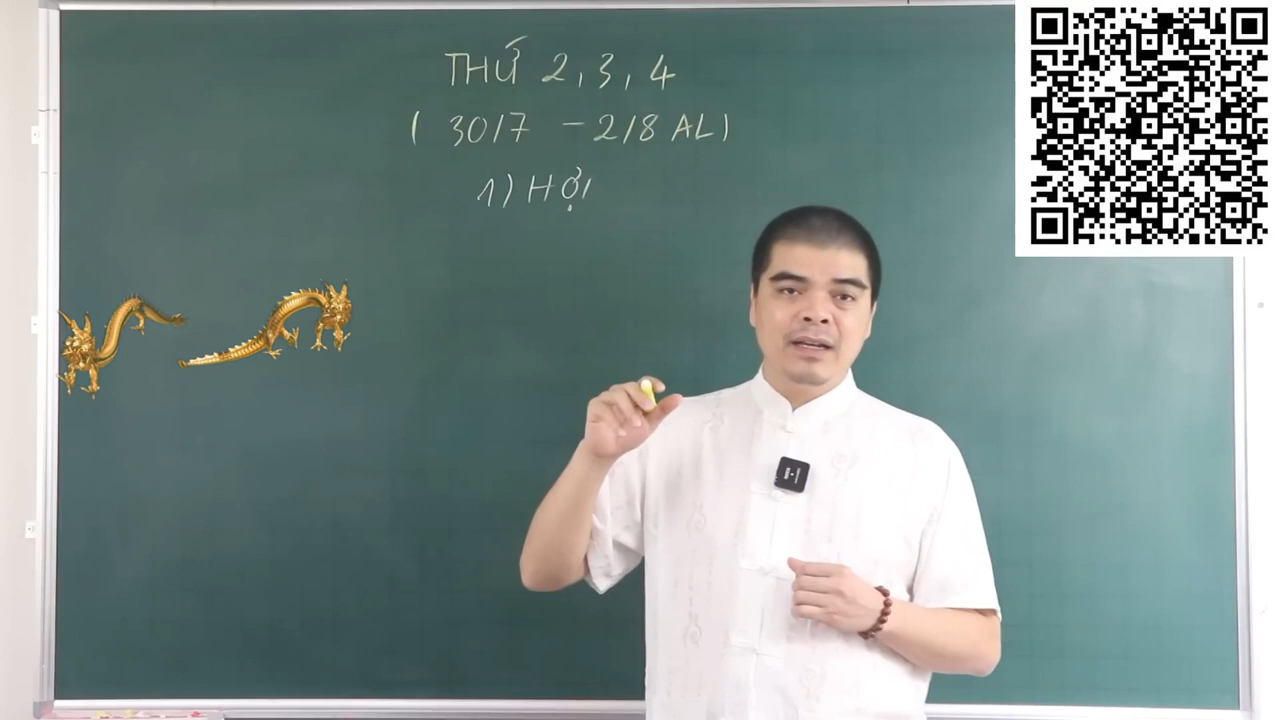 THỨ 2, 3, 4
( 30/7 - 2/8 AL)
1) HỢI